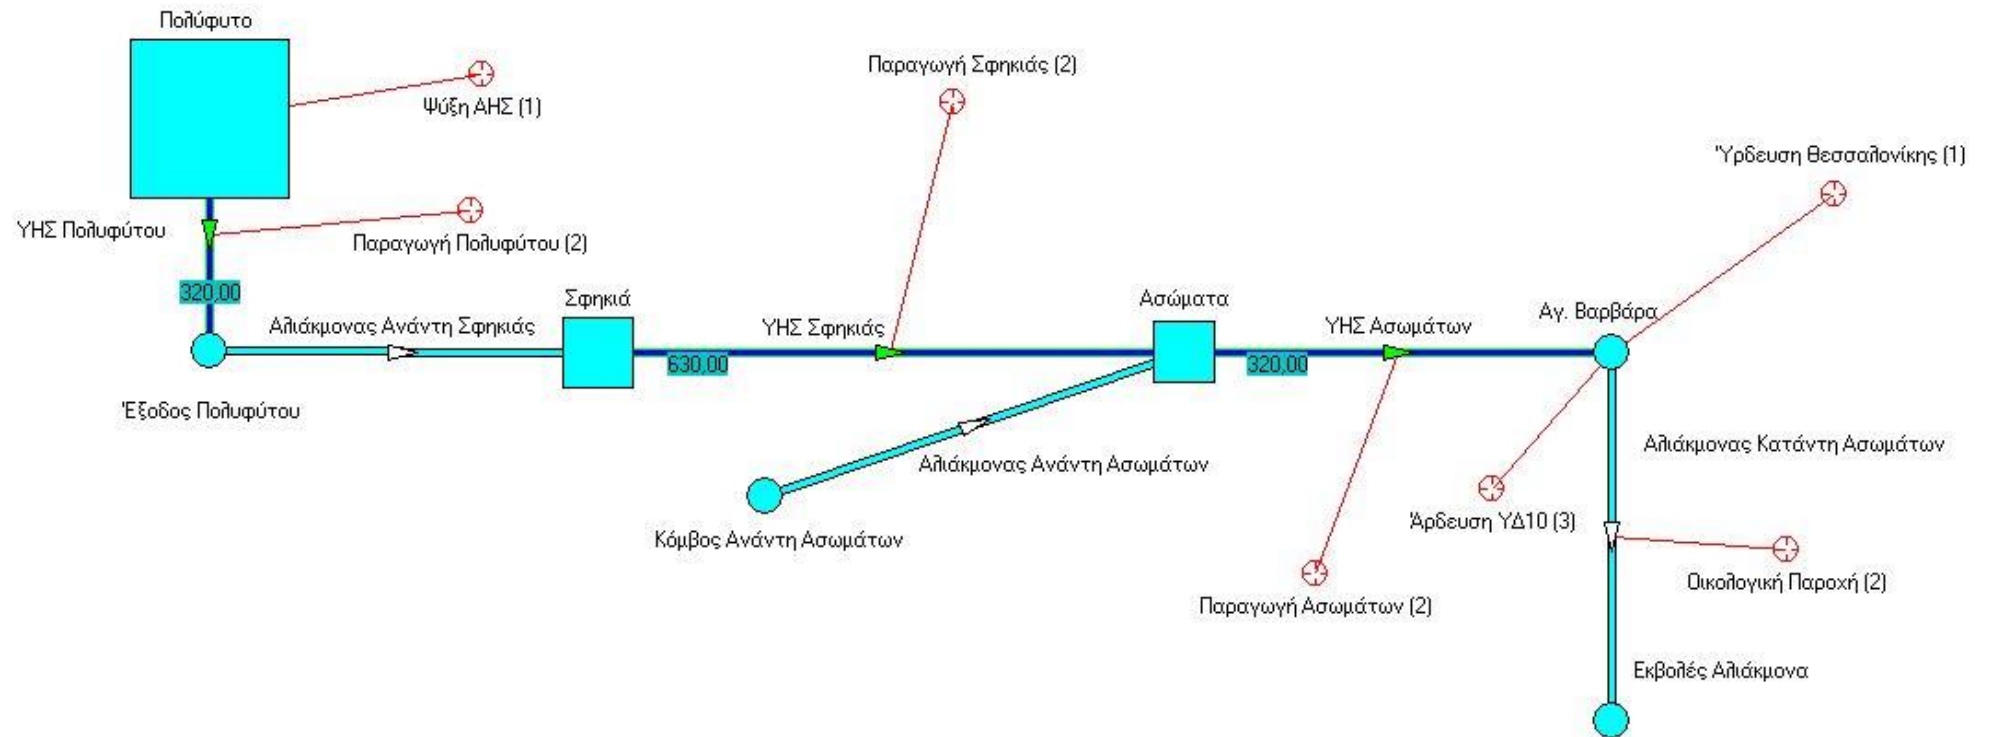 Πολύφυτο
Ψύξη ΑΗΣ (1)
Παραγωγή Σφηκιάς (2)
Ύρδευση Θεσσαλονίκης (1)
ΥΗΣ Πολυφύτου
Παραγωγή Πολυφύτου (2)
320,00
Σφηκιά
Ασώματα
Αγ. Βαρβάρα
Αλιάκμονας Ανάντη Σφηκιάς
ΥΗΣ Σφηκιάς
ΥΗΣ Ασωμάτων
630,00
320,00
Έξοδος Πολυφύτου
Αλιάκμονας Ανάντη Ασωμάτων
Αλιάκμονας Κατάντη Ασωμάτων
Κόμβος Ανάντη Ασωμάτων
Άρδευση ΥΔ10 (3)
Οικολογική Παροχή (2)
Παραγωγή Ασωμάτων (2)
Εκβολές Αλιάκμονα